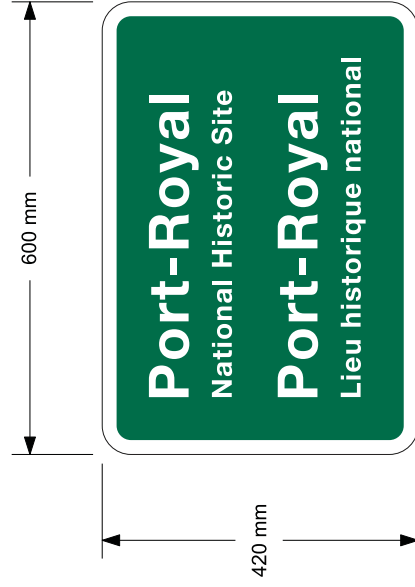 600 mm
Port-Royal
National Historic Site
Port-Royal
Lieu historique national
420 mm